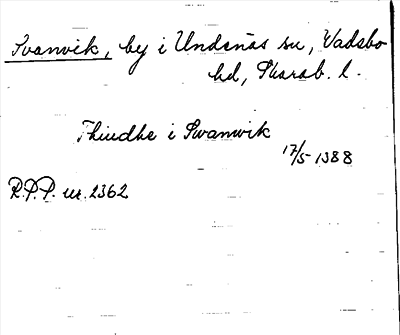 Svanvik, by i Undenäs sn, Vadsbo
hd, Skarab. l.
Thiudhe i Swanwik
17/5 1388
R.P.P. nr. 2362